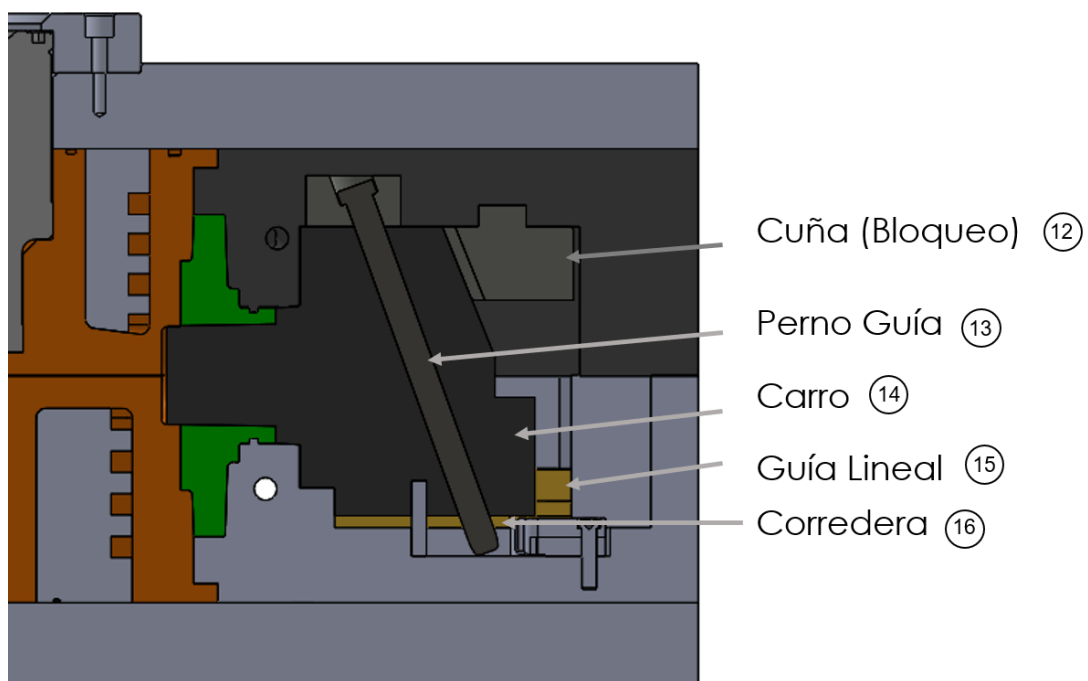 Cuña (Bloqueo) 12
Perno Guía 13
Carro 14
Guía Lineal 15
Corredera 16